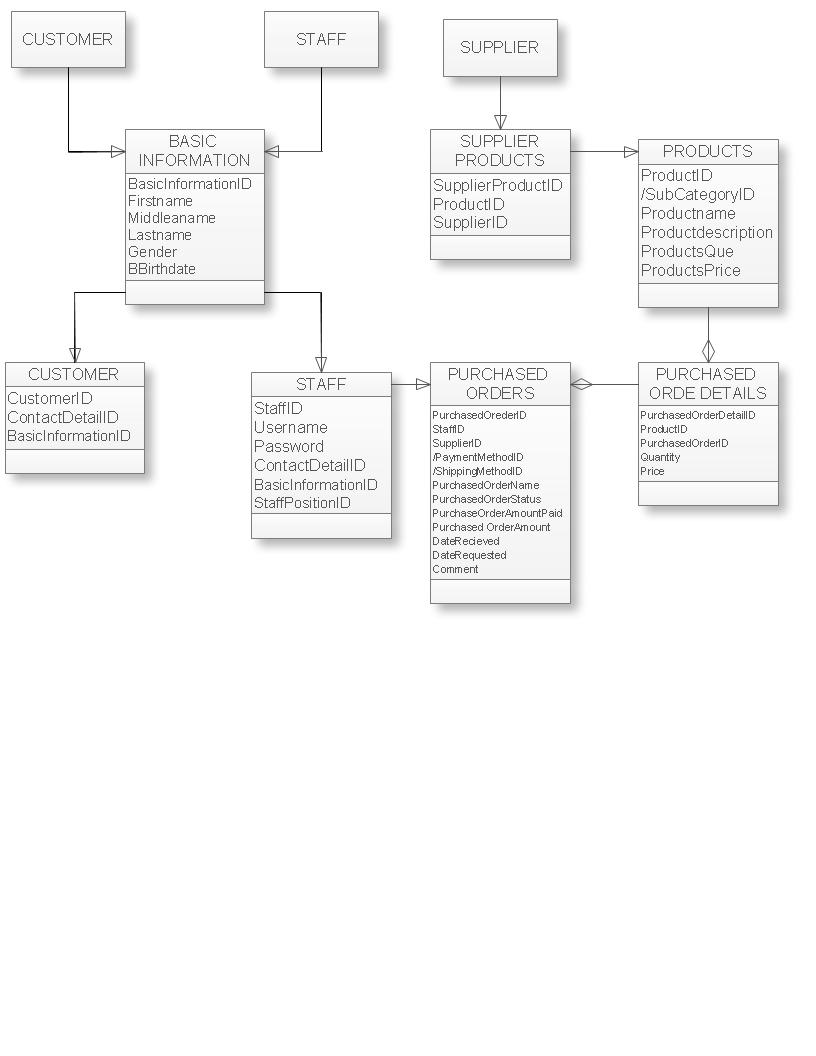 CUSTOMER
STAFF
SUPPLIER
BASIC
INFORMATION
BasicInformationID
Firstname
Middleaname
Lastname
Gender
BBirthdate
SUPPLIER
PRODUCTS
SupplierProductID
ProductID
SupplierID
PRODUCTS
ProductID
/SubCategoryID
Productname
Productdescription
ProductsQue
ProductsPrice
CUSTOMER
CustomerID
ContactDetailID
BasicInformationID
STAFF
StaffID
Username
Password
ContactDetailID
BasicInformationID
StaffPositionID
PURCHASED
ORDERS
PurchasedOrederID
StaffID
SupplierID
/PaymentMethodID
/ShippingMethodID
PurchasedOrderName
PurchasedOrderStatus
PurchaseOrderAmountPaid
Purchased OrderAmount
DateRecieved
DateRequested
Comment
PURCHASED
ORDE DETAILS
PurchasedOrderDetailID
ProductID
PurchasedOrderID
Quantity
Price